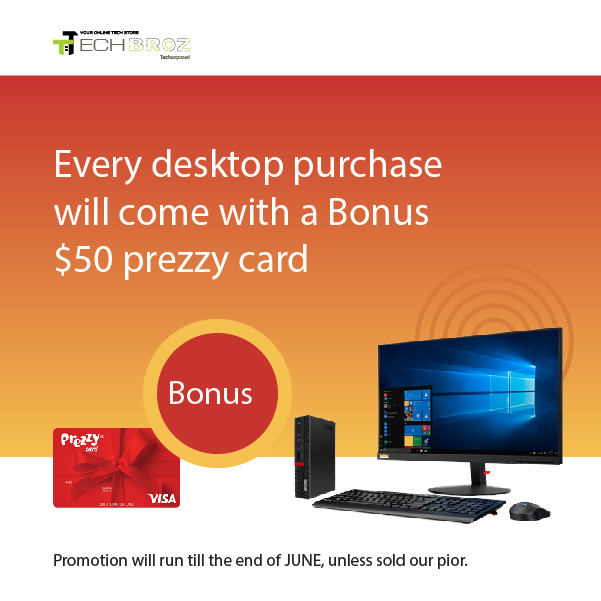 YOUR ONLINE TECH STORE
TECHBROZ
Techexposed
Every desktop purchase
will come with a Bonus
$50 prezzy card
Bonus
Prezzy
card
VISA
Promotion will run till the end of JUNE, unless sold our pior.